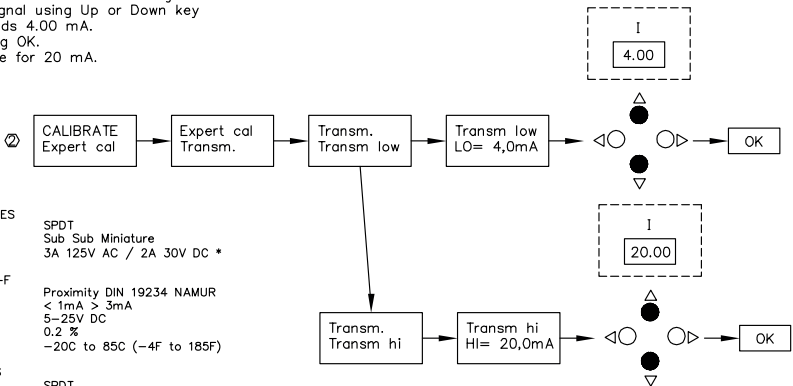 gnal using Up or Down key
ds 4.00 mA.
g OK.
e for 20 mA.
I
4.00
2
CALIBRATE
Expert cal
Expert cal
Transm.
Transm.
Transm low
Transm low
LO= 4,0mA
OK
ES
SPDT
Sub Sub Miniature
3A 125V AC / 2A 30V DC *
I
20.00
-F
Proximity DIN 19234 NAMUR
< 1mA > 3mA
5-25V DC
0.2 %
-20C to 85C (-4F to 185F)
Transm.
Transm hi
Transm hi
HI= 20,0mA
OK
S
SPDT